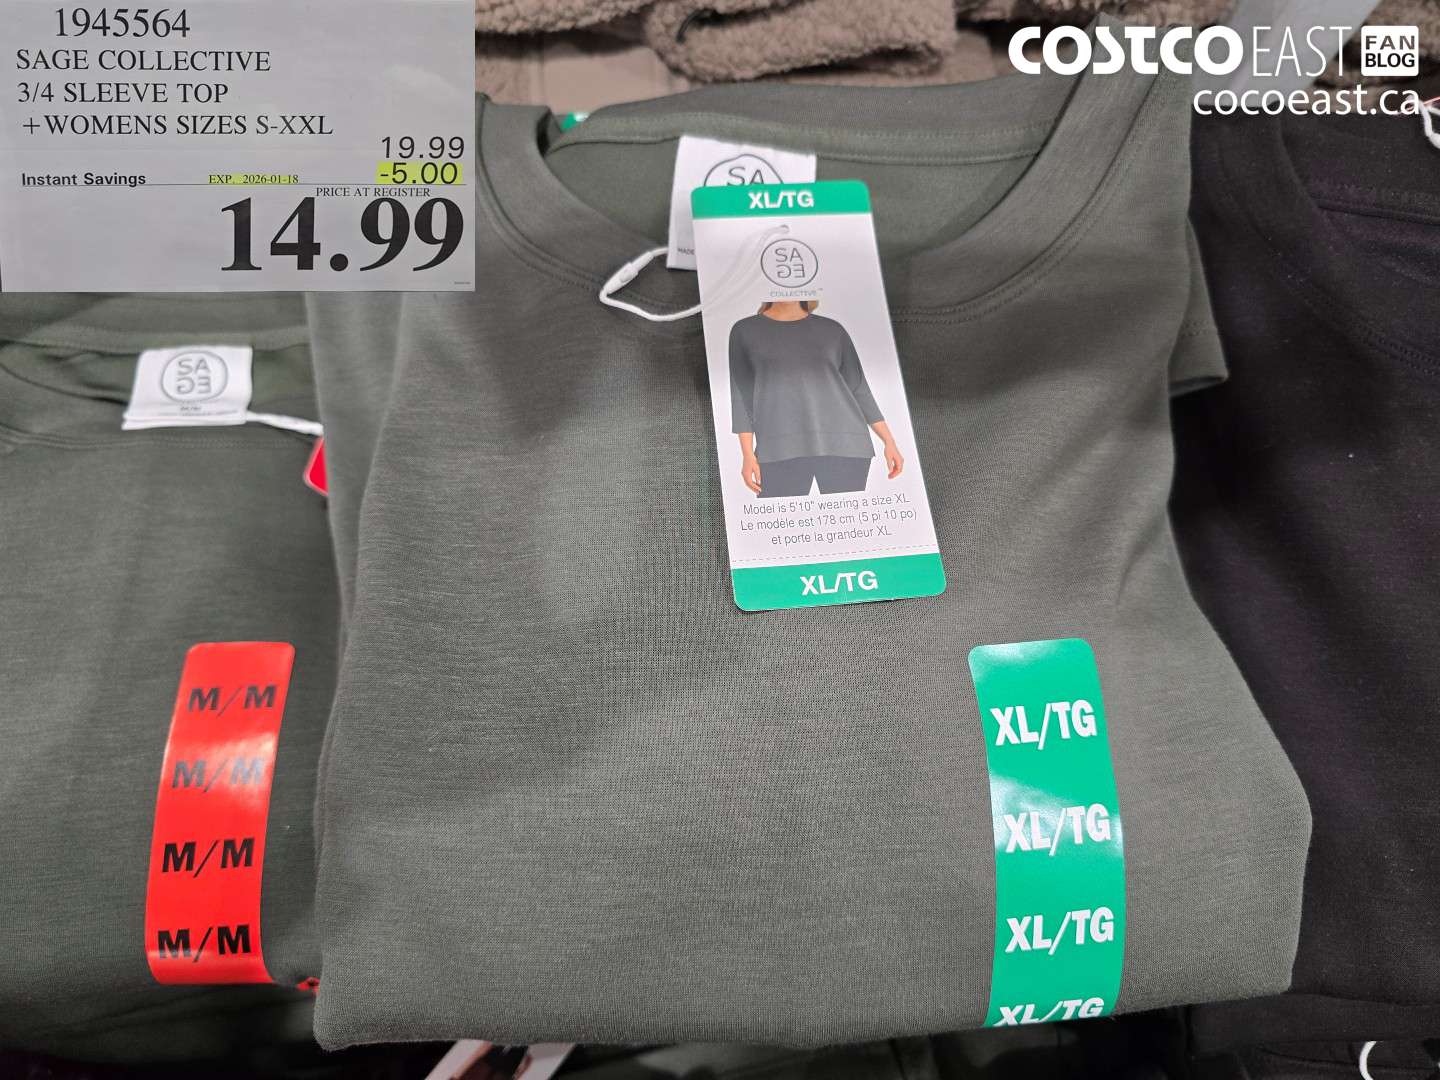 1945564
SAGE COLLECTIVE
3/4 SLEEVE TOP
+WOMENS SIZES S-XXL
19.99
Instant Savings EXP. 2026-01-18 -5.00
PRICE AT REGISTER
14.99
COSTCO EAST FAN BLOG
cocoeast.ca
SA
MADE
XL/TG
SA
GE
COLLECTIVE™
Model is 5'10" wearing a size XL
Le modèle est 178 cm (5 pi 10 po)
et porte la grandeur XL
XL/TG
SA
GE
M/M
M/M
M/M
M/M
M/M
XL/TG
XL/TG
XL/TG
XL/TG